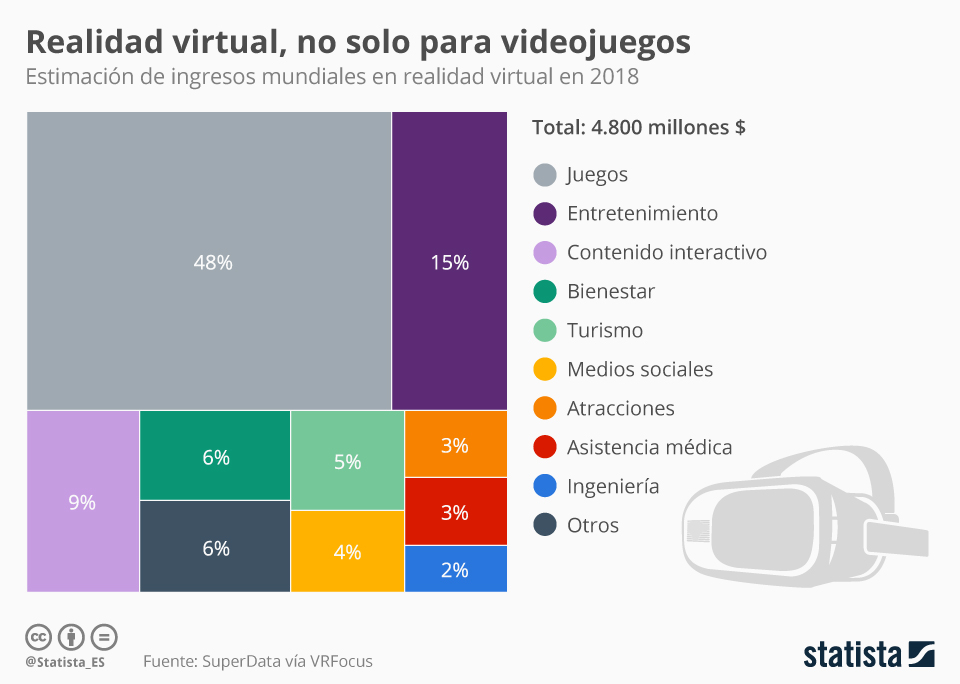 Realidad virtual, no solo para videojuegos
Estimación de ingresos mundiales en realidad virtual en 2018
Total: 4.800 millones $
48%
15%
9%
6%
6%
5%
4%
3%
3%
2%
Juegos
Entretenimiento
Contenido interactivo
Bienestar
Turismo
Medios sociales
Atracciones
Asistencia médica
Ingeniería
Otros
cc
@Statista_ES
Fuente: SuperData vía VRFocus
statista